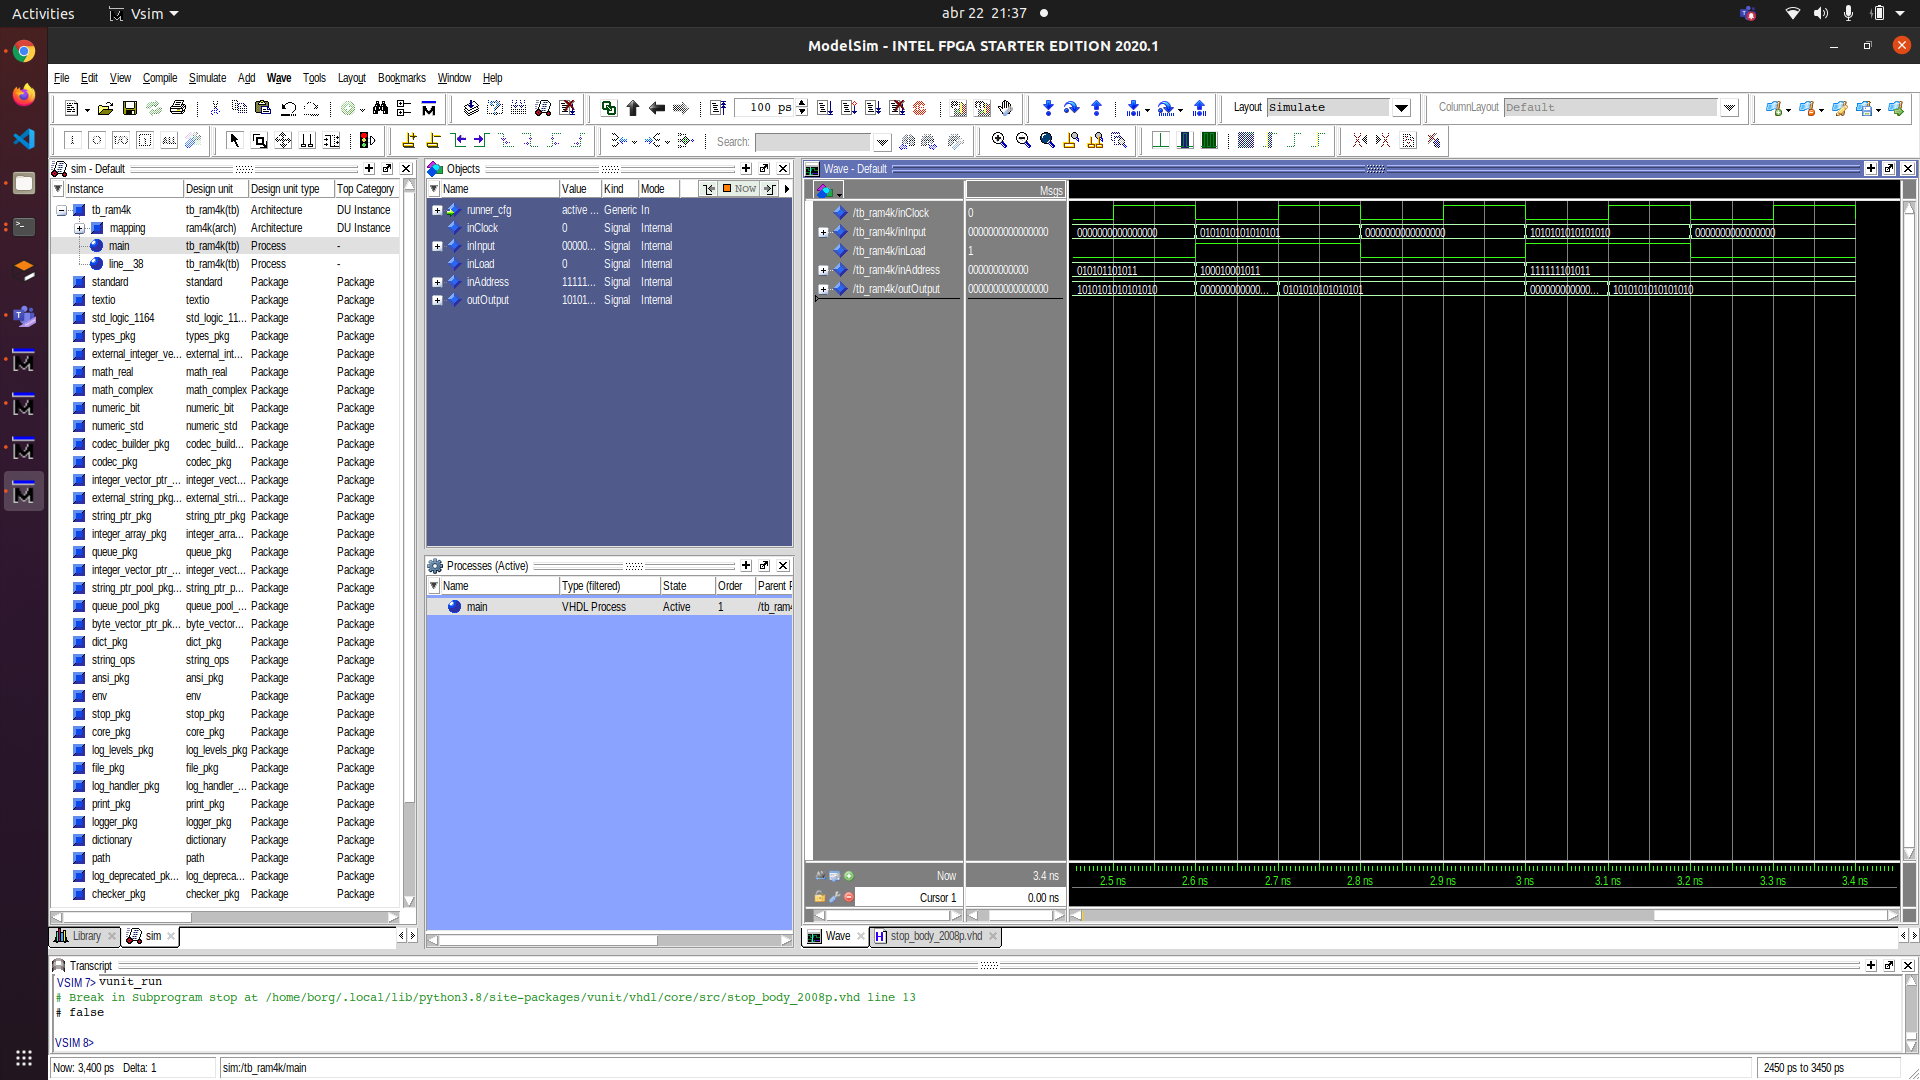 Activities Vsim abr 22 21:37
ModelSim - INTEL FPGA STARTER EDITION 2020.1
File Edit View Compile Simulate Add Wave Tools Layout Bookmarks Window Help
100 ps Layout Simulate ColumnLayout Default
Search:
sim - Default
Instance Design unit Design unit type Top Category
tb_ram4k tb_ram4k(tb) Architecture DU Instance
mapping ram4k(arch) Architecture DU Instance
main tb_ram4k(tb) Process -
line__38 tb_ram4k(tb) Process -
standard standard Package Package
textio textio Package Package
std_logic_1164 std_logic_11... Package Package
types_pkg types_pkg Package Package
external_integer_ve... external_int... Package Package
math_real math_real Package Package
math_complex math_complex Package Package
numeric_bit numeric_bit Package Package
numeric_std numeric_std Package Package
codec_builder_pkg codec_build... Package Package
codec_pkg codec_pkg Package Package
integer_vector_ptr_... integer_vect... Package Package
external_string_pkg... external_stri... Package Package
string_ptr_pkg string_ptr_pkg Package Package
integer_array_pkg integer_arra... Package Package
queue_pkg queue_pkg Package Package
integer_vector_ptr_... integer_vect... Package Package
string_ptr_pool_pkg... string_ptr_p... Package Package
queue_pool_pkg queue_pool_... Package Package
byte_vector_ptr_pk... byte_vector... Package Package
dict_pkg dict_pkg Package Package
string_ops string_ops Package Package
ansi_pkg ansi_pkg Package Package
env env Package Package
stop_pkg stop_pkg Package Package
core_pkg core_pkg Package Package
log_levels_pkg log_levels_pkg Package Package
file_pkg file_pkg Package Package
log_handler_pkg log_handler_... Package Package
print_pkg print_pkg Package Package
logger_pkg logger_pkg Package Package
dictionary dictionary Package Package
path path Package Package
log_deprecated_pk... log_depreca... Package Package
checker_pkg checker_pkg Package Package
Library sim
Objects
Name Value Kind Mode Now
runner_cfg active ... Generic In
inClock 0 Signal Internal
inInput 00000... Signal Internal
inLoad 0 Signal Internal
inAddress 11111... Signal Internal
outOutput 10101... Signal Internal
Processes (Active)
Name Type (filtered) State Order Parent P
main VHDL Process Active 1 /tb_ram4
Wave - Default
Msgs
/tb_ram4k/inClock 0
/tb_ram4k/inInput 0000000000000000 0000000000000000 0101010101010101 0000000000000000 1010101010101010 0000000000000000
/tb_ram4k/inLoad 1
/tb_ram4k/inAddress 000000000000 010101101011 100010001011 111111101011
/tb_ram4k/outOutput 0000000000000000 1010101010101010 000000000000... 0101010101010101 000000000000... 1010101010101010
Now 3.4 ns 2.5 ns 2.6 ns 2.7 ns 2.8 ns 2.9 ns 3 ns 3.1 ns 3.2 ns 3.3 ns 3.4 ns
Cursor 1 0.00 ns
Wave stop_body_2008p.vhd
Transcript
VSIM 7> vunit_run
# Break in Subprogram stop at /home/borg/.local/lib/python3.8/site-packages/vunit/vhdl/core/src/stop_body_2008p.vhd line 13
# false
VSIM 8>
Now: 3,400 ps Delta: 1 sim:/tb_ram4k/main 2450 ps to 3450 ps